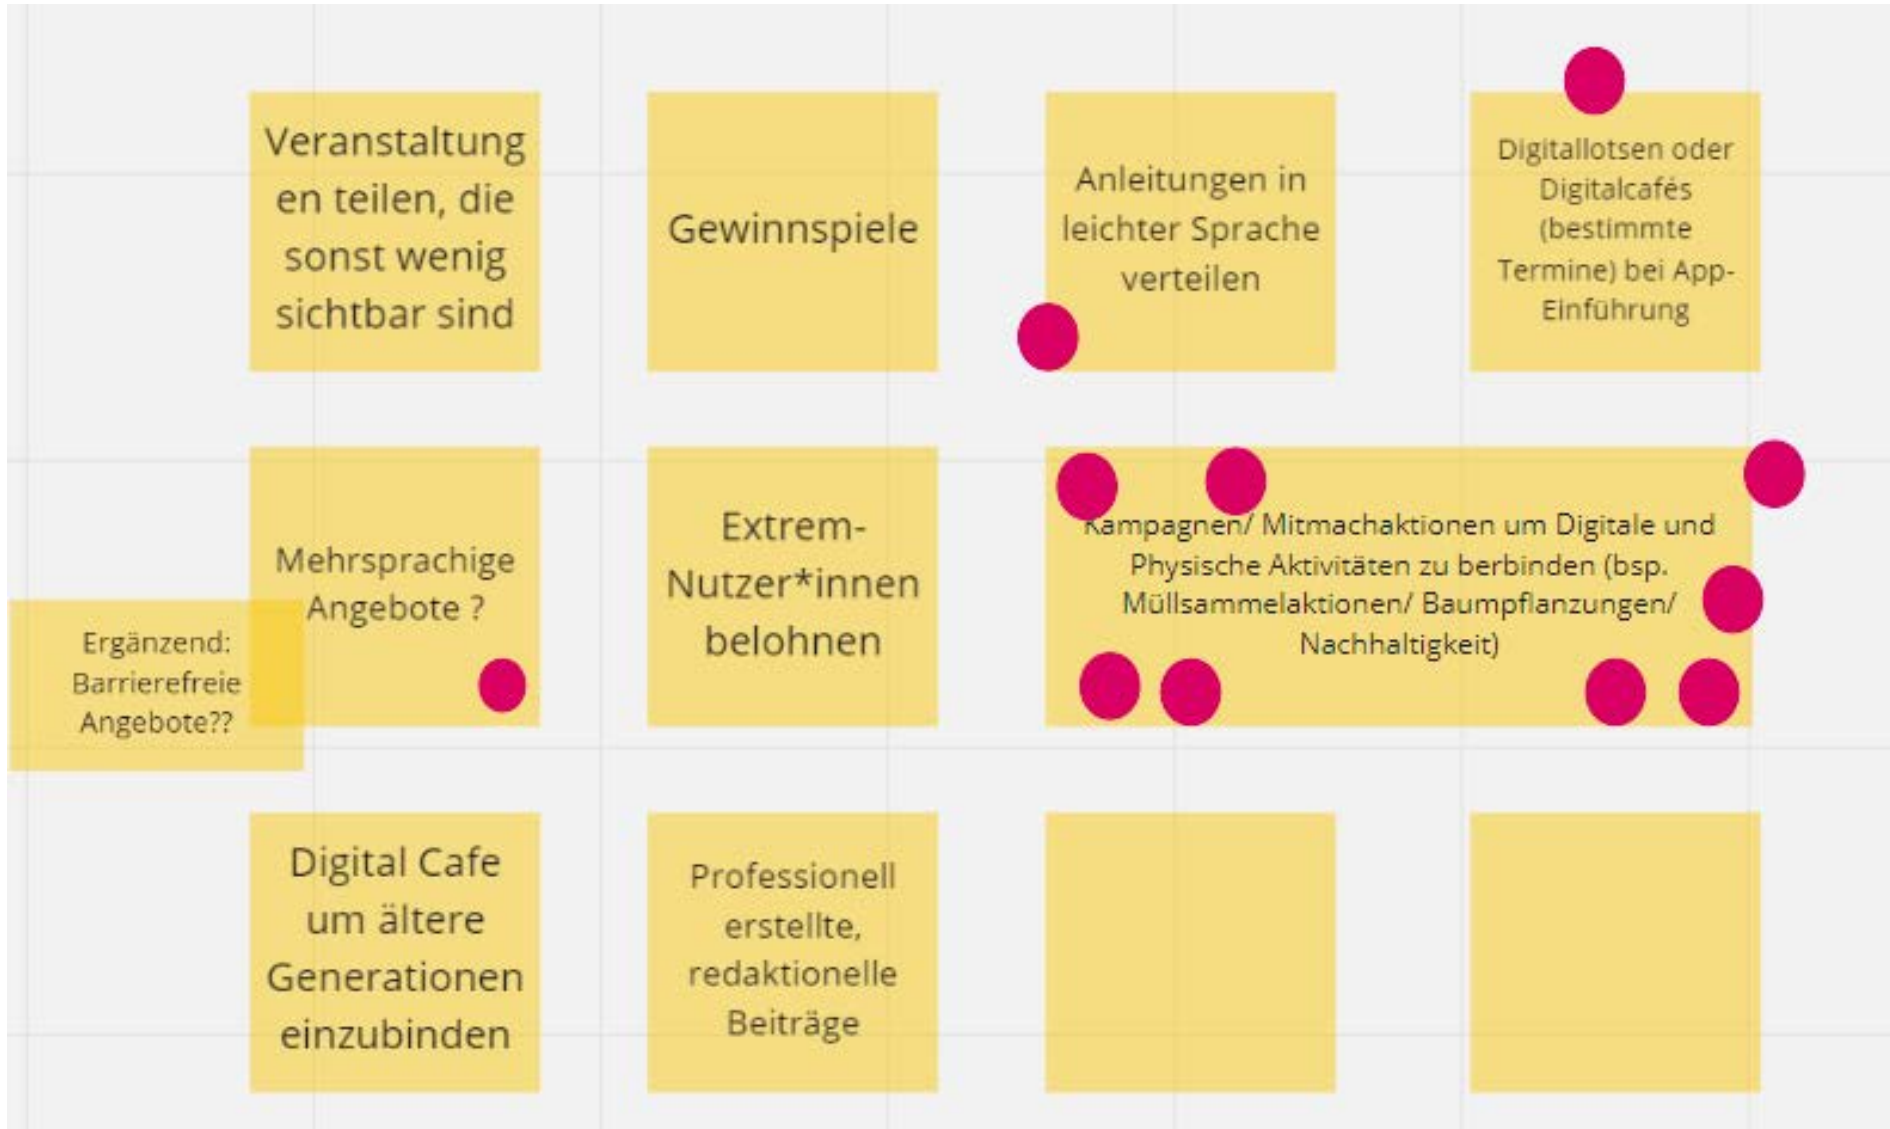 Veranstaltung
en teilen, die
sonst wenig
sichtbar sind
Gewinnspiele
Anleitungen in
leichter Sprache
verteilen
Digitallotsen oder
Digitalcafés
(bestimmte
Termine) bei App-
Einführung
Mehrsprachige
Angebote ?
Ergänzend:
Barrierefreie
Angebote??
Extrem-
Nutzer*innen
belohnen
Kampagnen/ Mitmachaktionen um Digitale und
Physische Aktivitäten zu berbinden (bsp.
Müllsammelaktionen/ Baumpflanzungen/
Nachhaltigkeit)
Digital Cafe
um ältere
Generationen
einzubinden
Professionell
erstellte,
redaktionelle
Beiträge